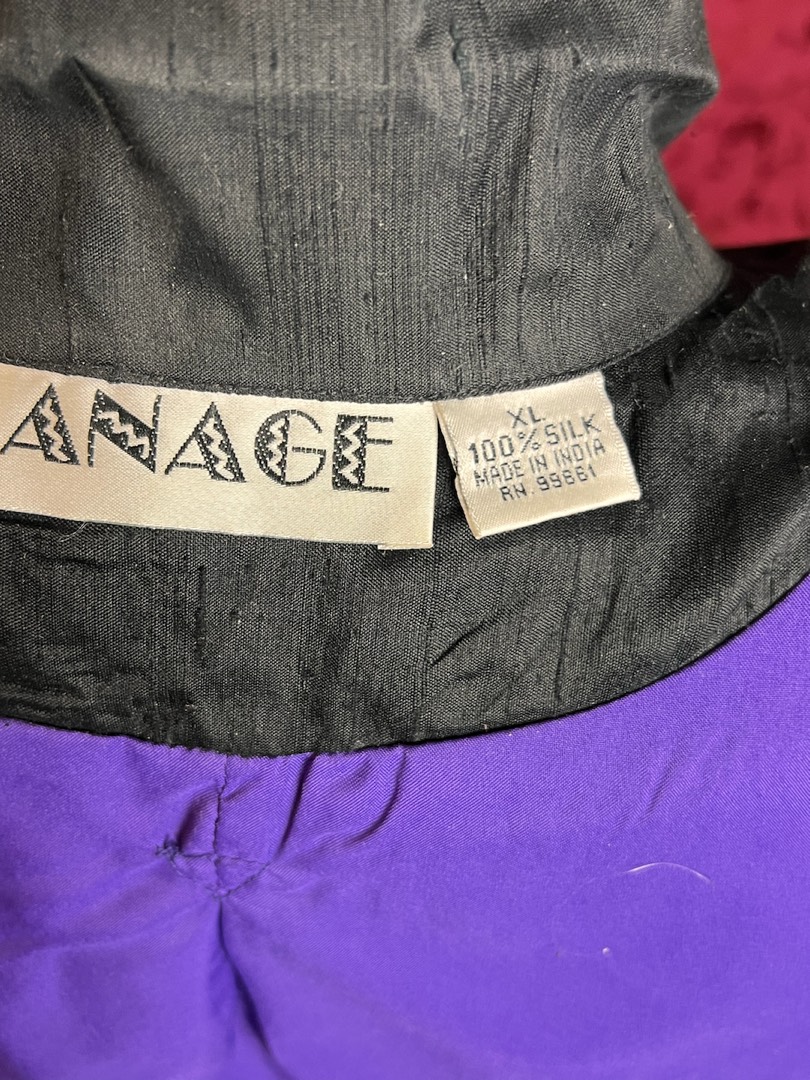 ANAGE
XL
100% SILK
MADE IN INDIA
RN. 99661